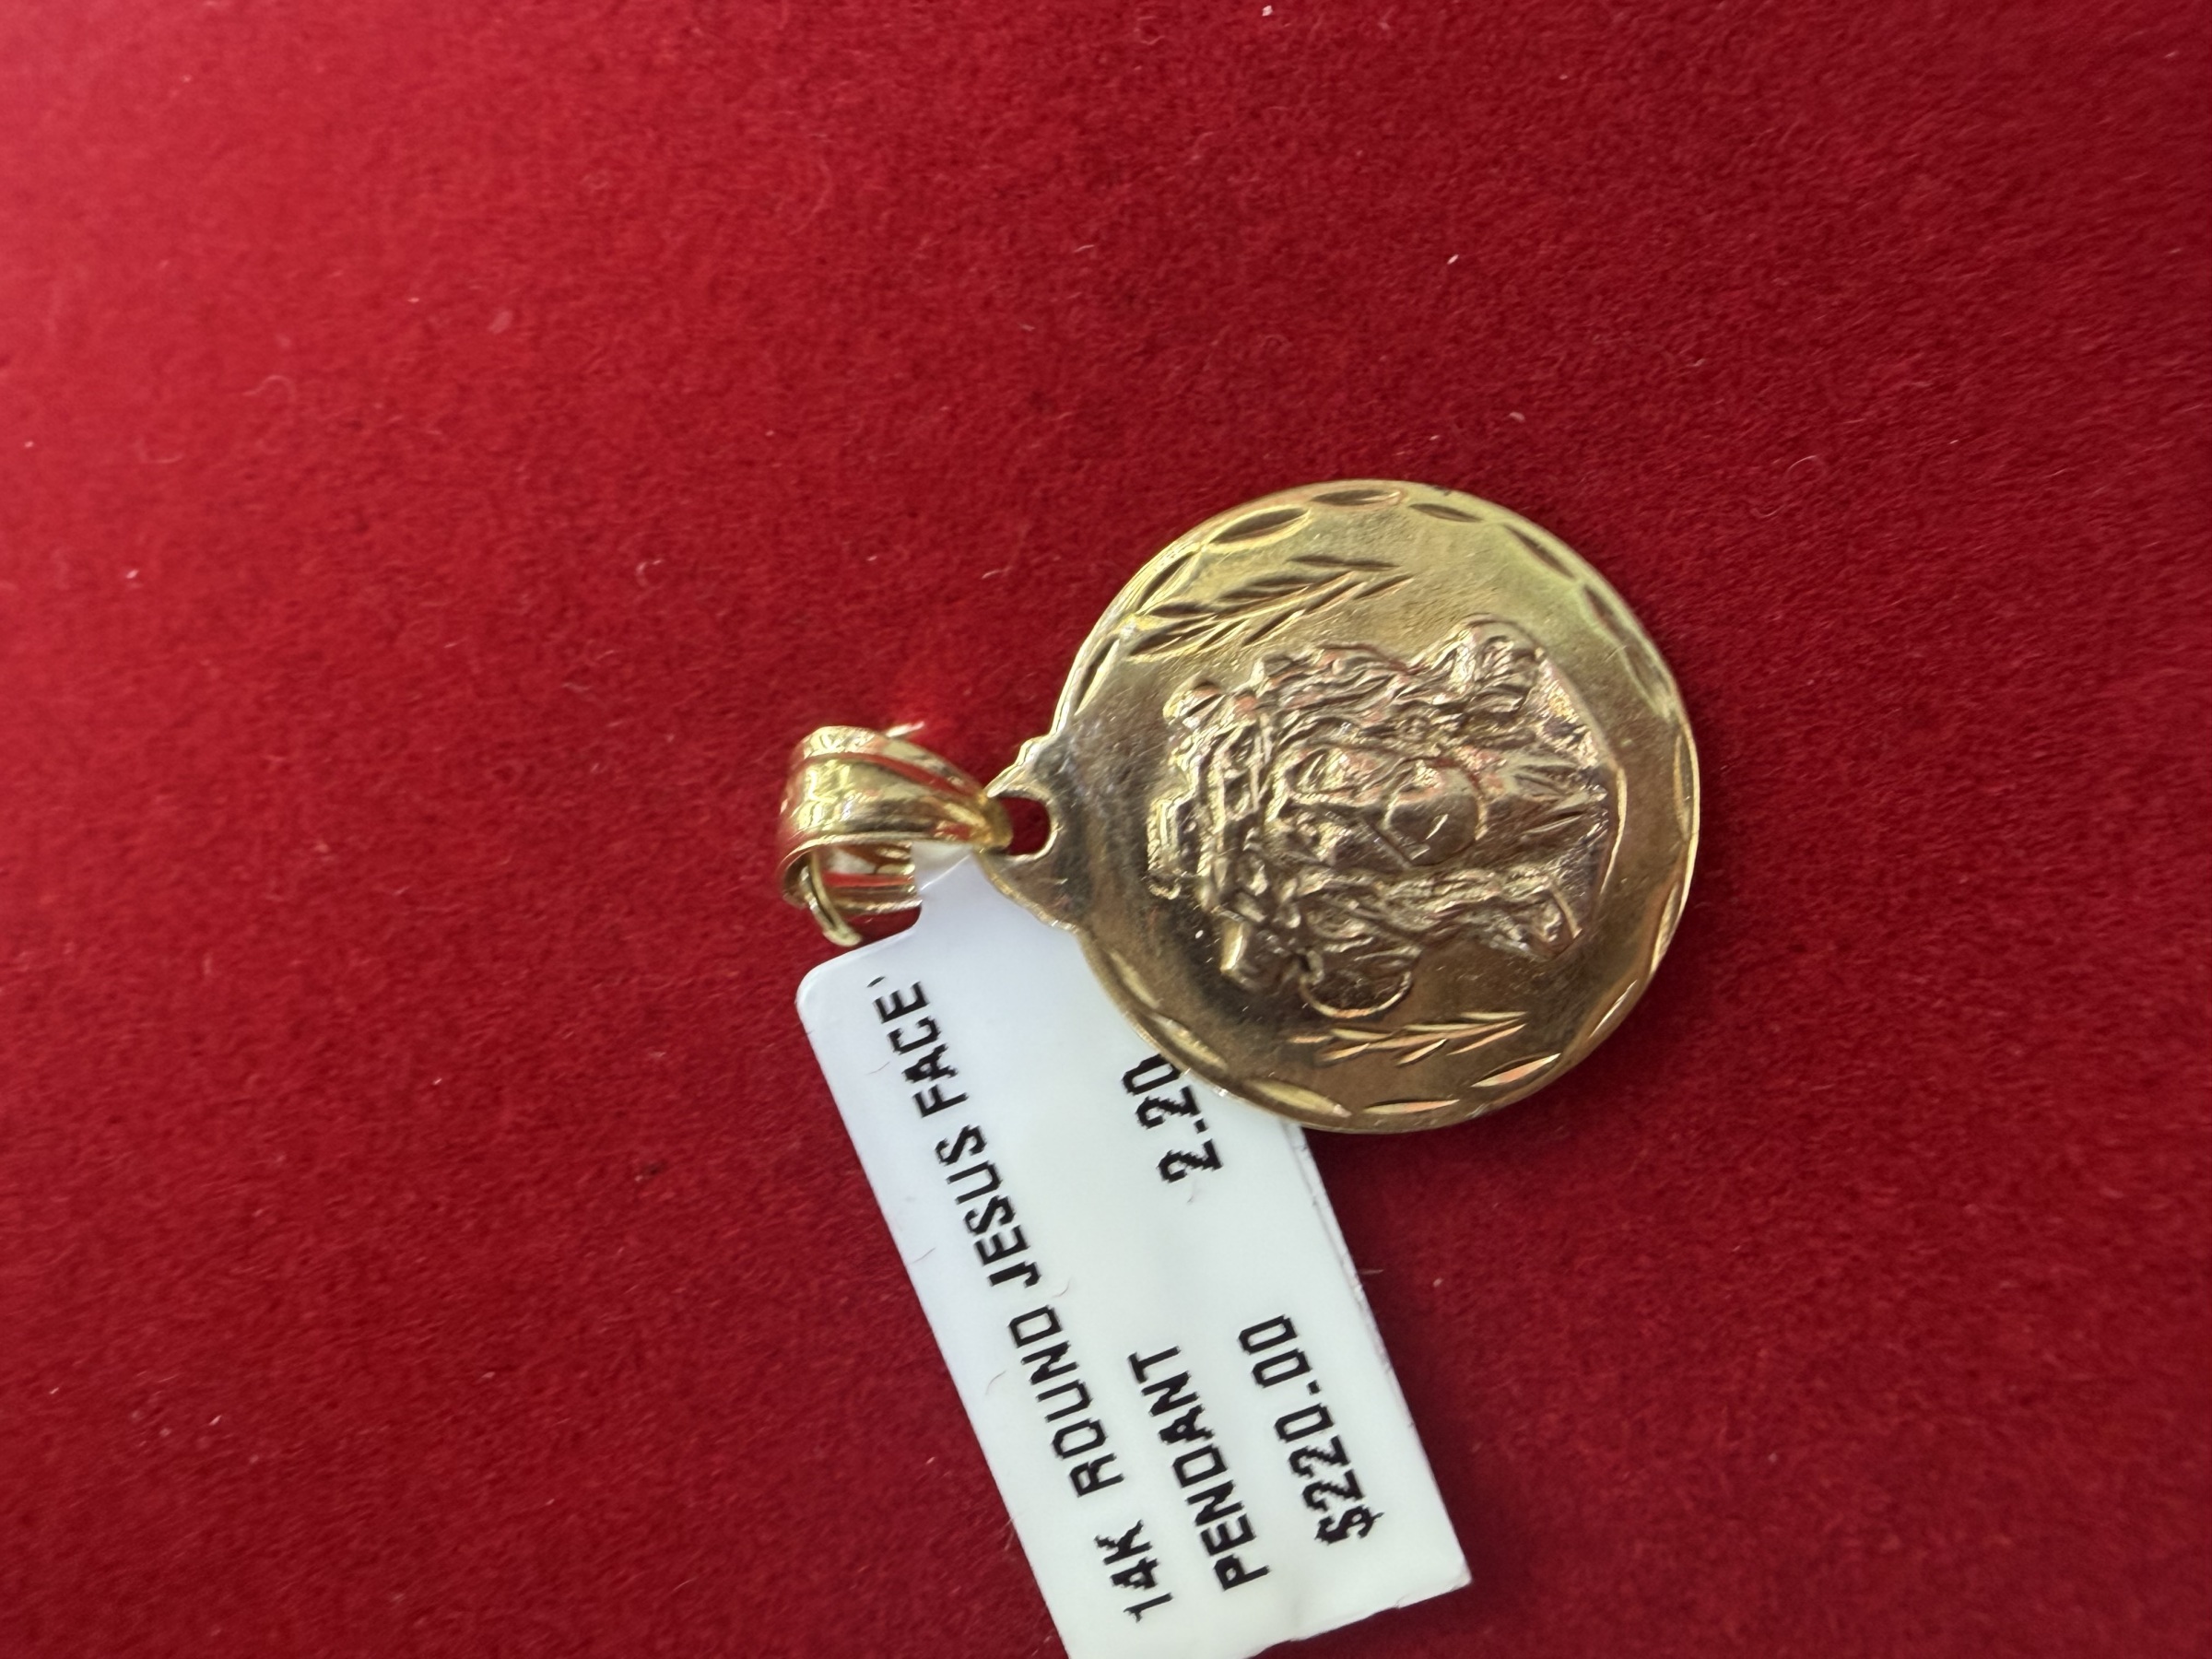 14K ROUND JESUS FACE
PENDANT 2.20
$220.00